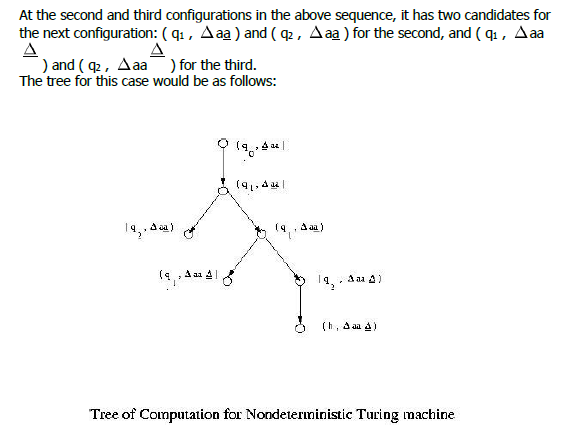 At the second and third configurations in the above sequence, it has two candidates for
the next configuration: ( q₁ , Δaa̲ ) and ( q₂ , Δaa̲ ) for the second, and ( q₁ , Δaa
Δ̲ ) and ( q₂ , Δaa Δ̲ ) for the third.
The tree for this case would be as follows:
(q₀, Δ̲aa)
(q₁, Δa̲a)
(q₂, Δaa̲) (q₁, Δaa̲)
(q₁, ΔaaΔ̲) (q₂, ΔaaΔ̲)
(h, ΔaaΔ̲)
Tree of Computation for Nondeterministic Turing machine